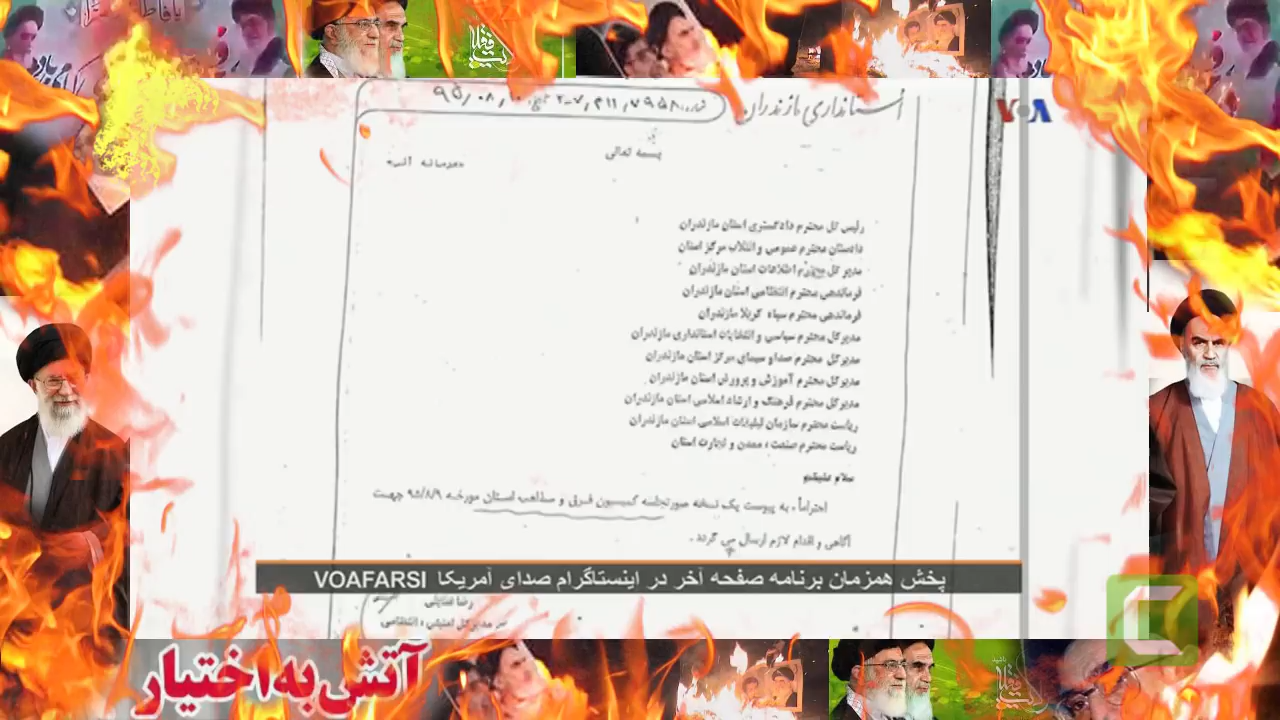 استانداری مازندران
VOA
بسمه تعالی
رئیس کل محترم دادگستری استان مازندران
دادستان محترم عمومی و انقلاب مرکز استان
مدیر کل محترم اطلاعات استان مازندران
فرماندهی محترم انتظامی استان مازندران
فرماندهی محترم سپاه کربلا مازندران
مدیرکل محترم سیاسی و انتخابات استانداری مازندران
مدیرکل محترم صدا و سیمای مرکز استان مازندران
مدیرکل محترم آموزش و پرورش استان مازندران
مدیرکل محترم فرهنگ و ارشاد اسلامی استان مازندران
ریاست محترم سازمان تبلیغات اسلامی استان مازندران
ریاست محترم صنعت ، معدن و تجارت استان
سلام علیکم
احتراماً ، به پیوست یک نسخه صورتجلسه کمیسیون فرق و مذاهب استان مورخه ۹۵/۸/۹ جهت
آگاهی و اقدام لازم ارسال می گردد .
پخش همزمان برنامه صفحه آخر در اینستاگرام صدای آمریکا VOAFARSI
مدیرکل امنیتی و انتظامی
آتش به اختیار